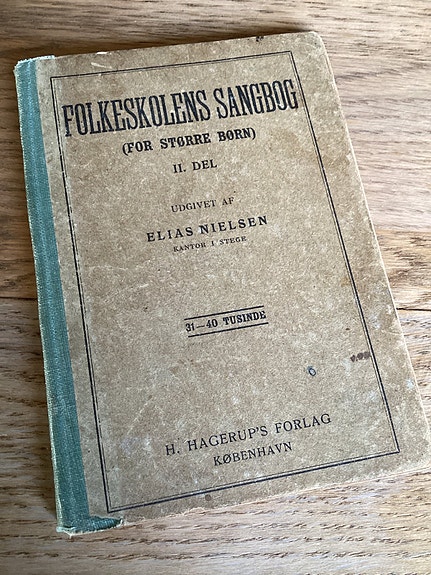 FOLKESKOLENS SANGBOG
(FOR STØRRE BØRN)
II. DEL
UDGIVET AF
ELIAS NIELSEN
KANTOR I STEGE
31—40 TUSINDE
H. HAGERUP'S FORLAG
KØBENHAVN